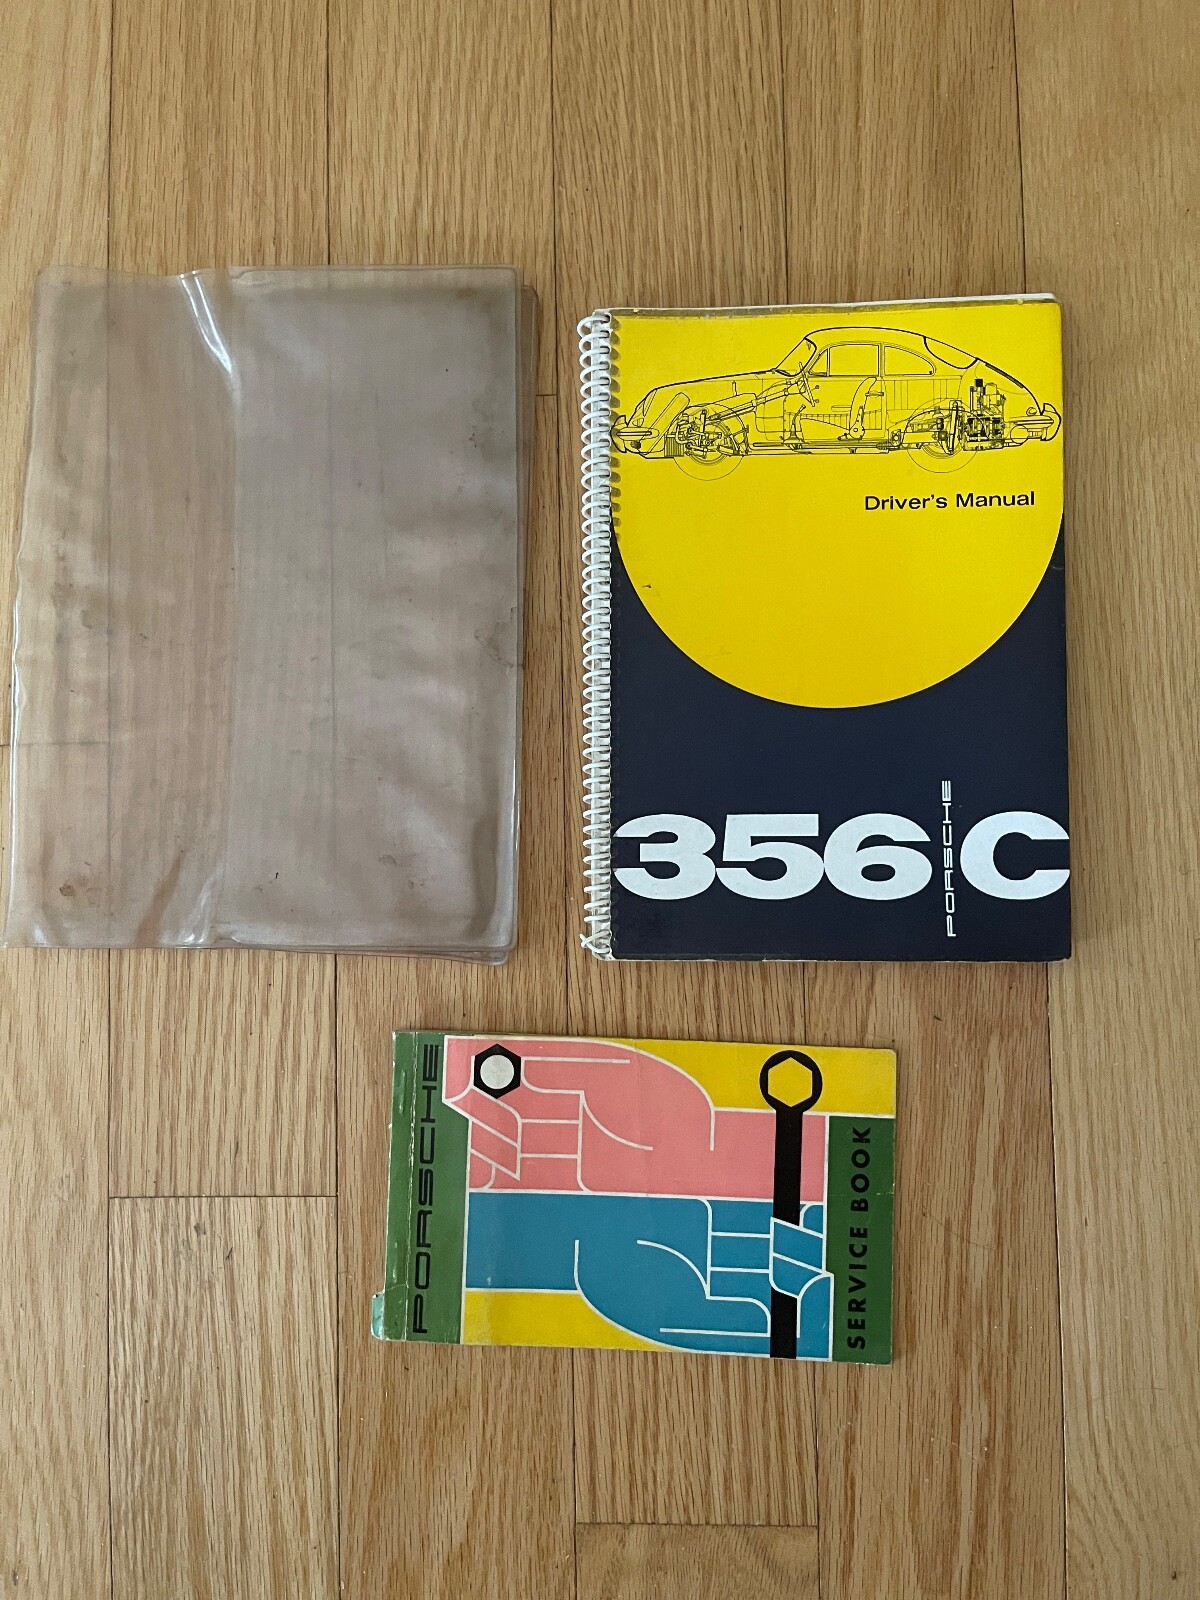 Driver's Manual
356 C
PORSCHE
PORSCHE
SERVICE BOOK